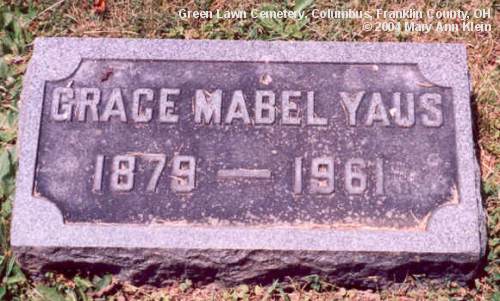 Green Lawn Cemetery, Columbus, Franklin County, OH
© 2004 Mary Ann Klein
GRACE MABEL YAUS
1879 — 1961